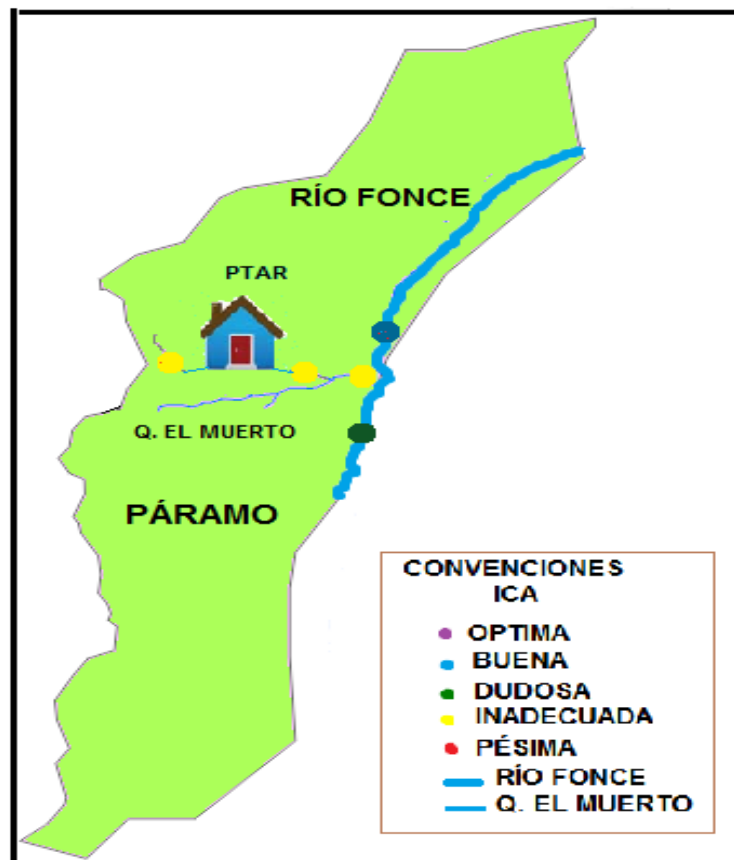 RÍO FONCE
PTAR
Q. EL MUERTO
PÁRAMO
CONVENCIONES
ICA
OPTIMA
BUENA
DUDOSA
INADECUADA
PÉSIMA
RÍO FONCE
Q. EL MUERTO